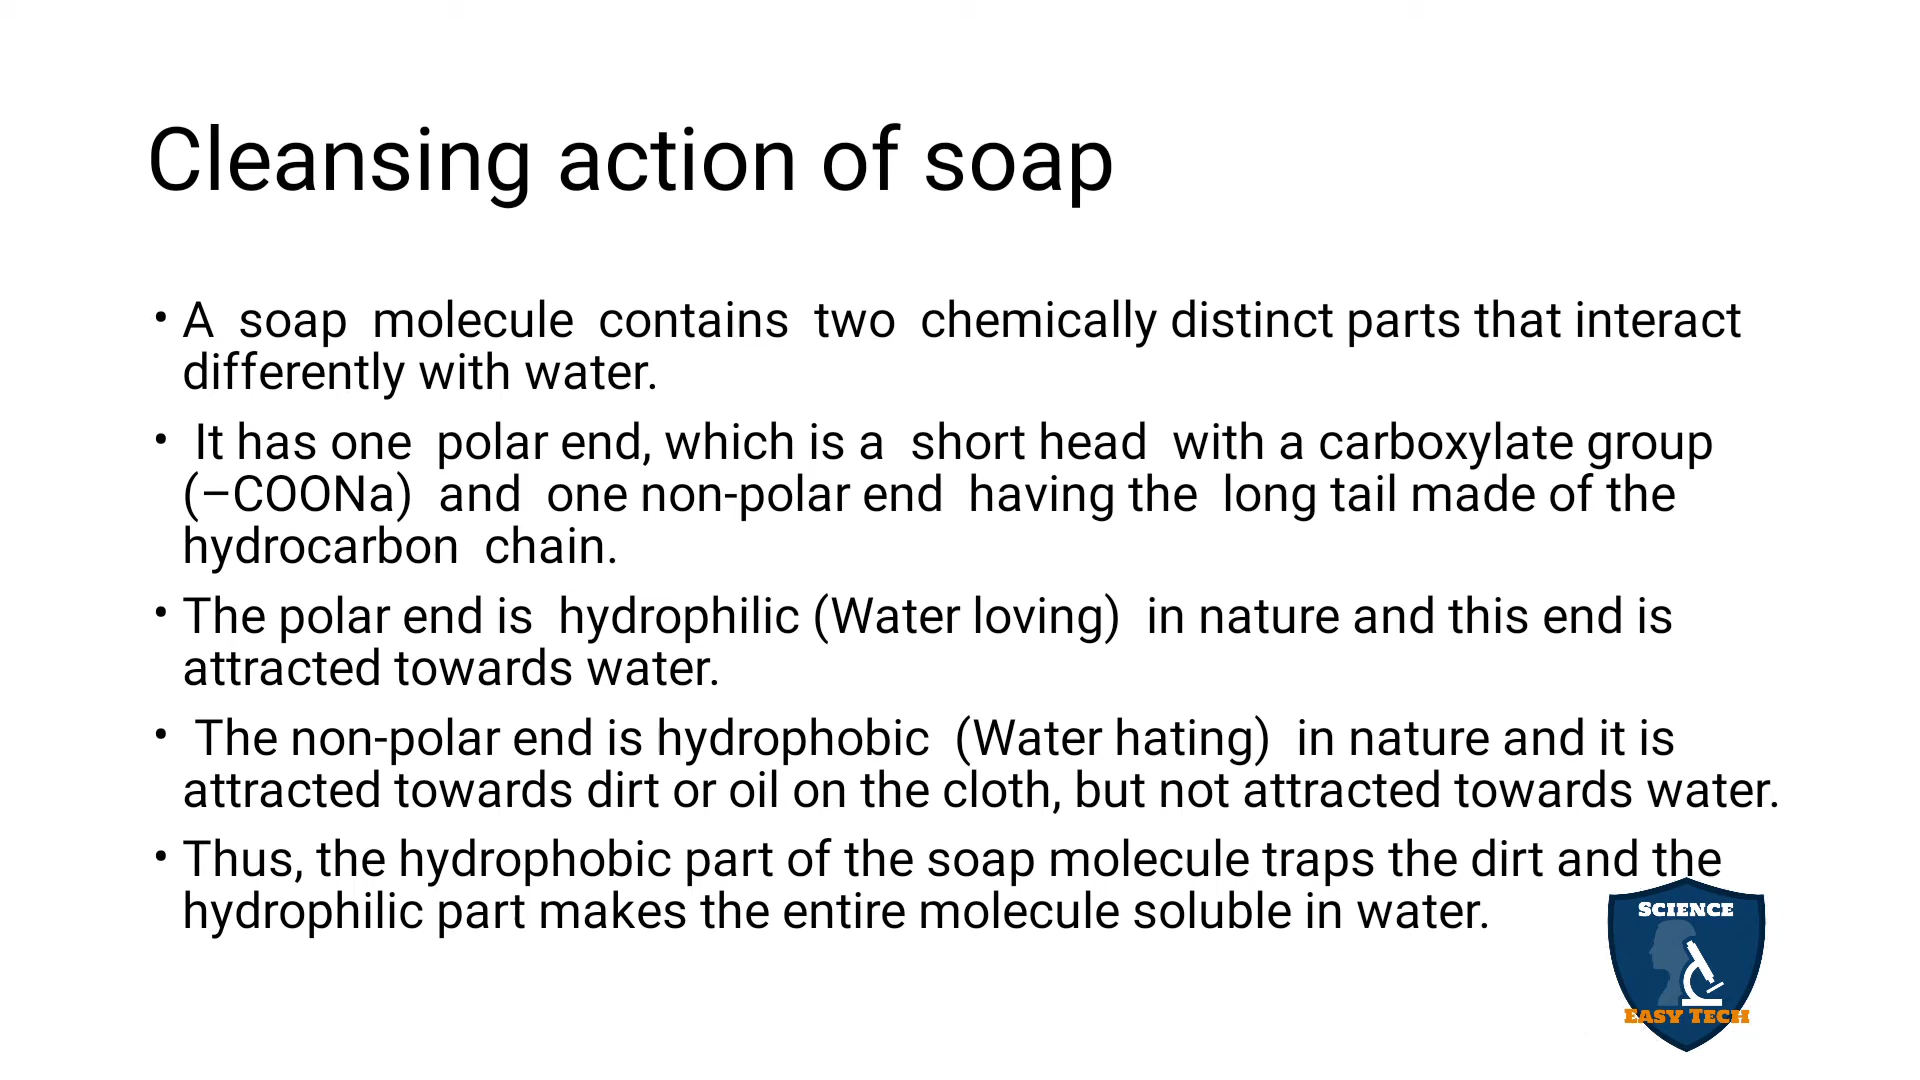 Cleansing action of soap
• A soap molecule contains two chemically distinct parts that interact
differently with water.
• It has one polar end, which is a short head with a carboxylate group
(–COONa) and one non-polar end having the long tail made of the
hydrocarbon chain.
• The polar end is hydrophilic (Water loving) in nature and this end is
attracted towards water.
• The non-polar end is hydrophobic (Water hating) in nature and it is
attracted towards dirt or oil on the cloth, but not attracted towards water.
• Thus, the hydrophobic part of the soap molecule traps the dirt and the
hydrophilic part makes the entire molecule soluble in water.
SCIENCE
EASY TECH